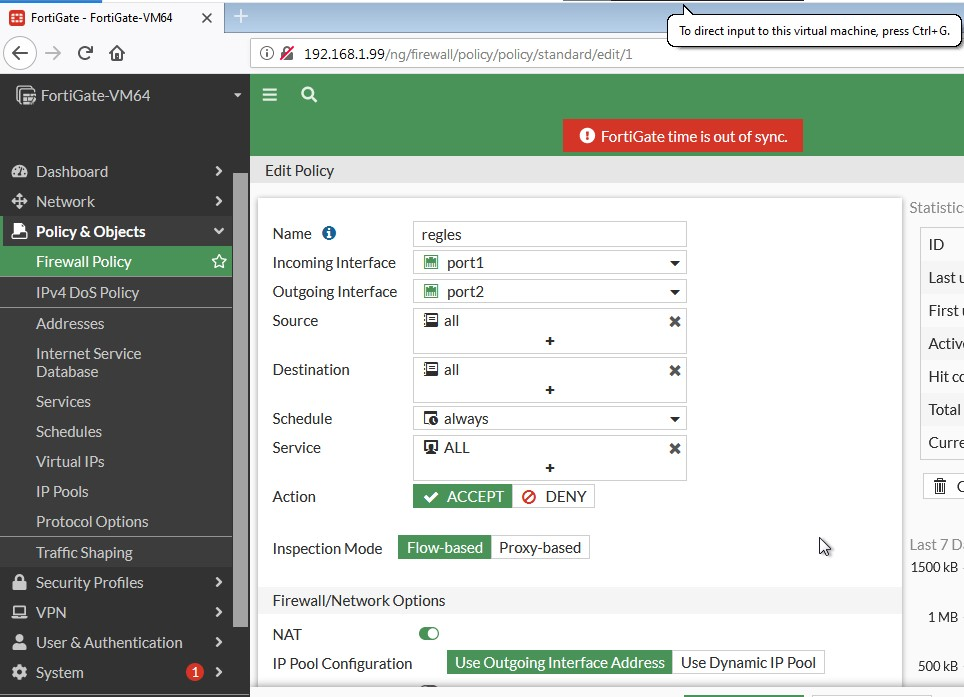 FortiGate - FortiGate-VM64
To direct input to this virtual machine, press Ctrl+G.
192.168.1.99/ng/firewall/policy/policy/standard/edit/1
FortiGate-VM64
FortiGate time is out of sync.
Dashboard
Network
Policy & Objects
Firewall Policy
IPv4 DoS Policy
Addresses
Internet Service
Database
Services
Schedules
Virtual IPs
IP Pools
Protocol Options
Traffic Shaping
Security Profiles
VPN
User & Authentication
System 1
Edit Policy
Name regles
Incoming Interface port1
Outgoing Interface port2
Source all
+
Destination all
+
Schedule always
Service ALL
+
Action ACCEPT DENY
Inspection Mode Flow-based Proxy-based
Firewall/Network Options
NAT
IP Pool Configuration Use Outgoing Interface Address Use Dynamic IP Pool
Statistic
ID
Last u
First u
Activ
Hit co
Total
Curre
C
Last 7 D
1500 kB
1 MB
500 kB